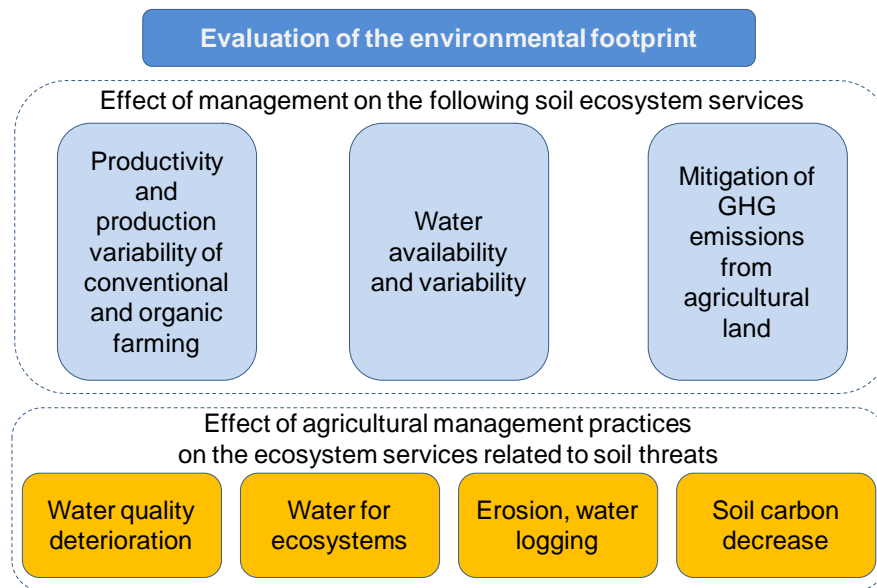 Evaluation of the environmental footprint
Effect of management on the following soil ecosystem services
Productivity
and
production
variability of
conventional
and organic
farming
Water
availability
and variability
Mitigation of
GHG
emissions
from
agricultural
land
Effect of agricultural management practices
on the ecosystem services related to soil threats
Water quality
deterioration
Water for
ecosystems
Erosion, water
logging
Soil carbon
decrease